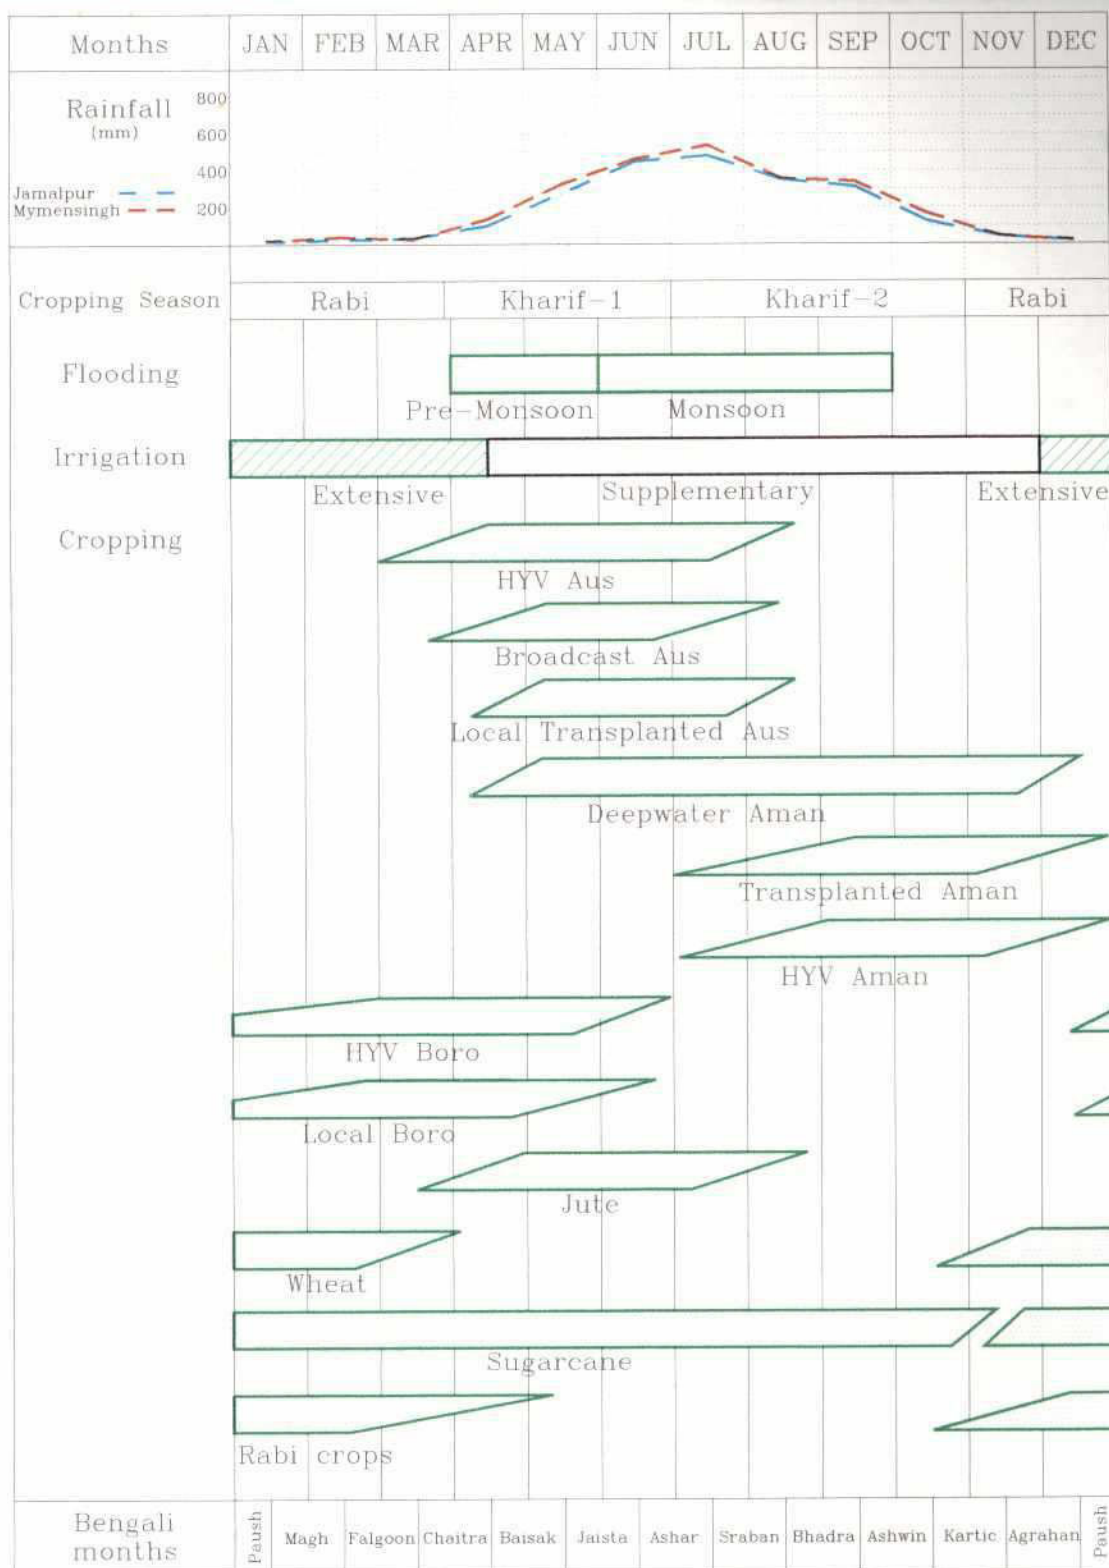 Months JAN FEB MAR APR MAY JUN JUL AUG SEP OCT NOV DEC
Rainfall
(mm)
800
600
400
200
Jamalpur
Mymensingh
Cropping Season Rabi Kharif-1 Kharif-2 Rabi
Flooding
Pre-Monsoon Monsoon
Irrigation
Extensive Supplementary Extensive
Cropping
HYV Aus
Broadcast Aus
Local Transplanted Aus
Deepwater Aman
Transplanted Aman
HYV Aman
HYV Boro
Local Boro
Jute
Wheat
Sugarcane
Rabi crops
Bengali
months
Paush Magh Falgoon Chaitra Baisak Jaista Ashar Sraban Bhadra Ashwin Kartic Agrahan Paush